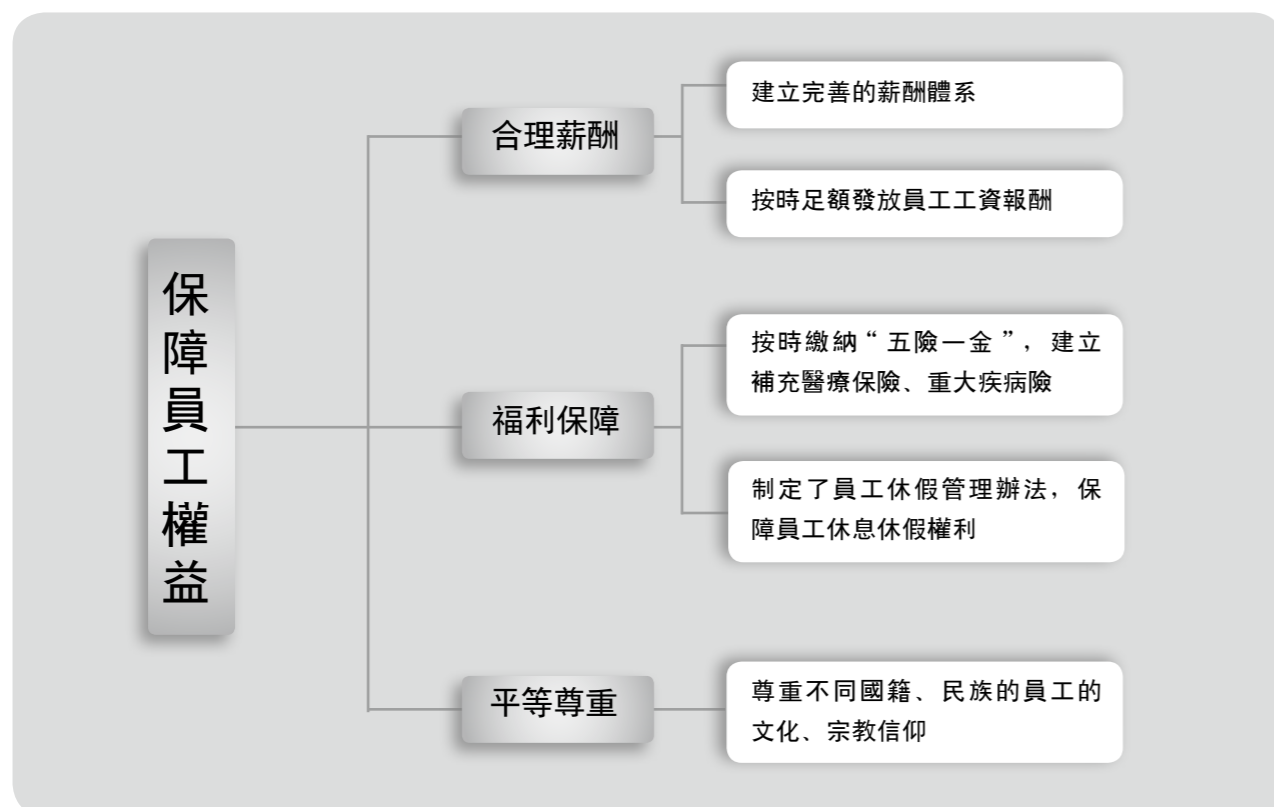 保障員工權益
合理薪酬
建立完善的薪酬體系
按時足額發放員工工資報酬
福利保障
按時繳納“五險一金”，建立
補充醫療保險、重大疾病險
制定了員工休假管理辦法，保
障員工休息休假權利
平等尊重
尊重不同國籍、民族的員工的
文化、宗教信仰